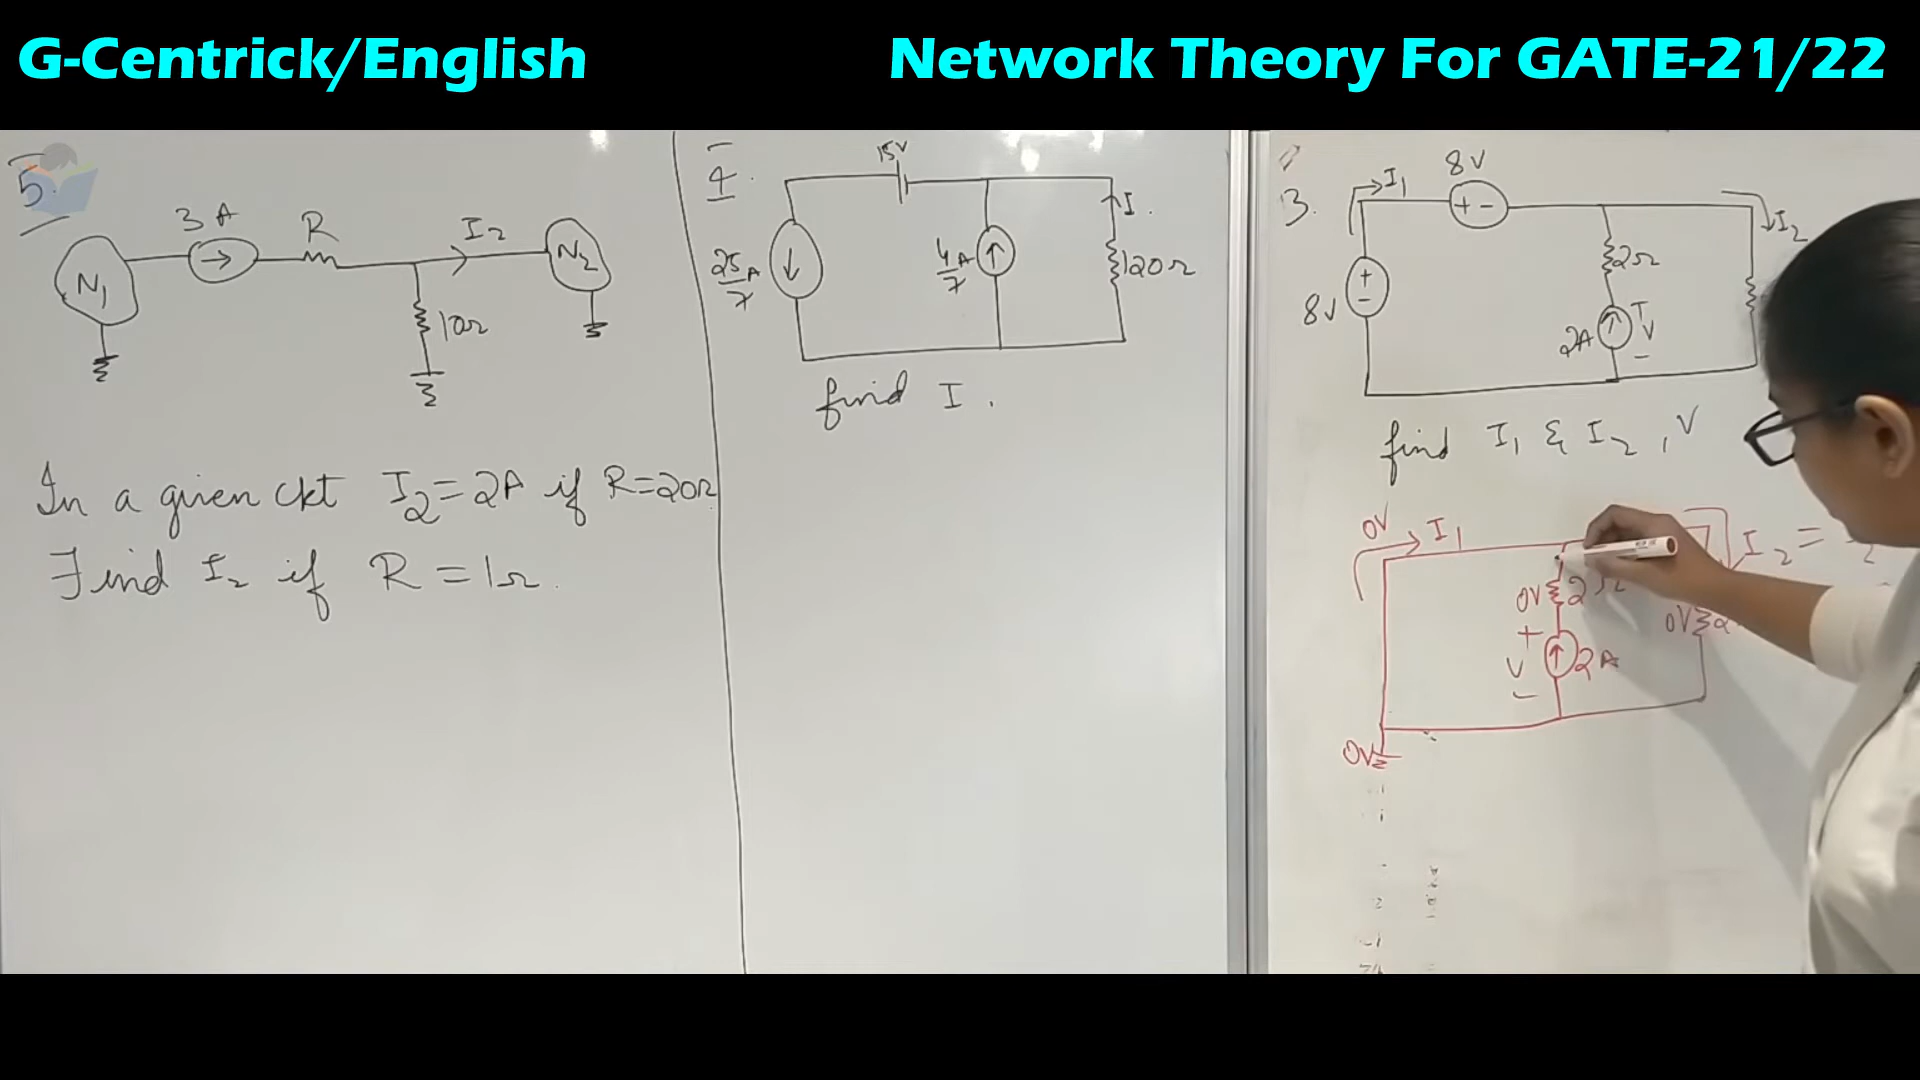 G-Centrick/English
Network Theory For GATE-21/22
5.
3A
R
I2
N1
N2
10Ω
In a given ckt I2=2A if R=20Ω
Find I2 if R=1Ω.
4.
15V
I.
25/7 A
4/7 A
120Ω
find I.
3.
I1
8V
I2
2Ω
8V
2A
+
V
-
find I1 & I2, V
0V
I1
I2 =
0V
2Ω
0V
+
V
-
2A
0V